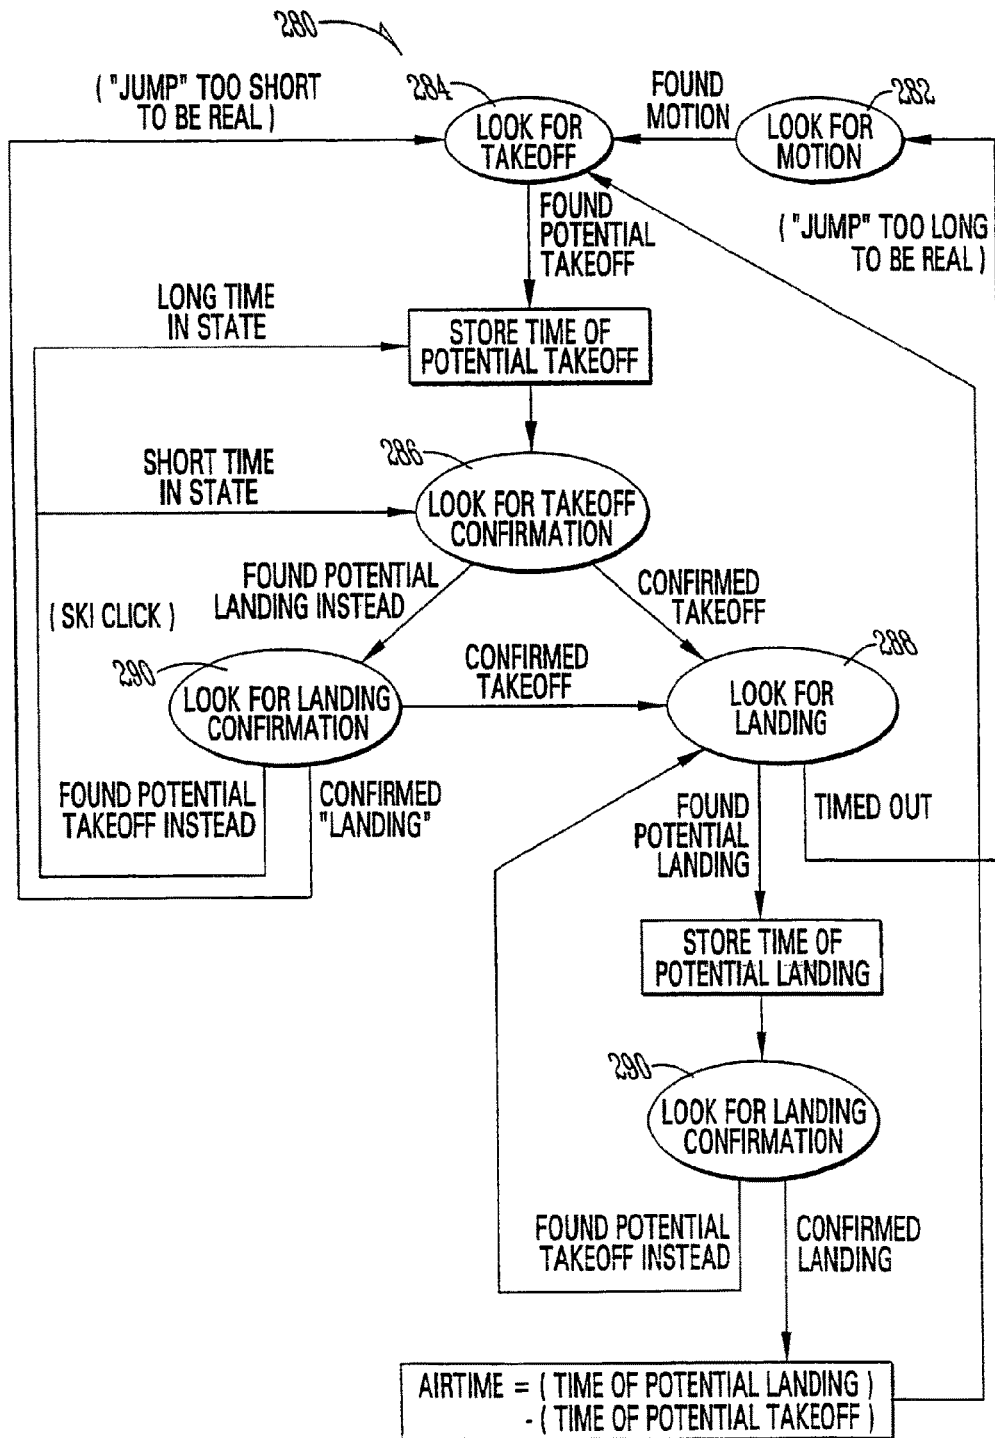 280
( "JUMP" TOO SHORT
TO BE REAL )
284
LOOK FOR
TAKEOFF
FOUND
MOTION
282
LOOK FOR
MOTION
FOUND
POTENTIAL
TAKEOFF
( "JUMP" TOO LONG
TO BE REAL )
LONG TIME
IN STATE
STORE TIME OF
POTENTIAL TAKEOFF
SHORT TIME
IN STATE
286
LOOK FOR TAKEOFF
CONFIRMATION
FOUND POTENTIAL
LANDING INSTEAD
CONFIRMED
TAKEOFF
( SKI CLICK )
290
LOOK FOR LANDING
CONFIRMATION
CONFIRMED
TAKEOFF
288
LOOK FOR
LANDING
FOUND POTENTIAL
TAKEOFF INSTEAD
CONFIRMED
"LANDING"
FOUND
POTENTIAL
LANDING
TIMED OUT
STORE TIME OF
POTENTIAL LANDING
290
LOOK FOR LANDING
CONFIRMATION
FOUND POTENTIAL
TAKEOFF INSTEAD
CONFIRMED
LANDING
AIRTIME = ( TIME OF POTENTIAL LANDING )
- ( TIME OF POTENTIAL TAKEOFF )